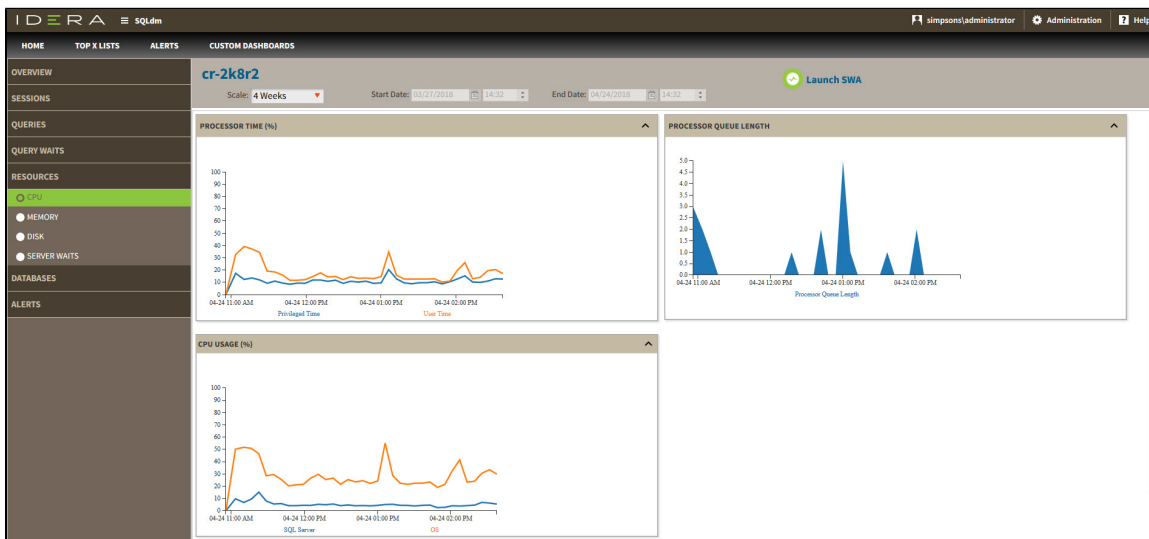 IDERA SQLdm simpsons\administrator Administration ? Help
HOME TOP X LISTS ALERTS CUSTOM DASHBOARDS
OVERVIEW
SESSIONS
QUERIES
QUERY WAITS
RESOURCES
CPU
MEMORY
DISK
SERVER WAITS
DATABASES
ALERTS
cr-2k8r2
Launch SWA
Scale: 4 Weeks Start Date: 03/27/2018 14:32 End Date: 04/24/2018 14:32
PROCESSOR TIME (%)
100
90
80
70
60
50
40
30
20
10
0
04-24 11:00 AM 04-24 12:00 PM 04-24 01:00 PM 04-24 02:00 PM
Privileged Time User Time
PROCESSOR QUEUE LENGTH
5.0
4.5
4.0
3.5
3.0
2.5
2.0
1.5
1.0
0.5
0.0
04-24 11:00 AM 04-24 12:00 PM 04-24 01:00 PM 04-24 02:00 PM
Processor Queue Length
CPU USAGE (%)
100
90
80
70
60
50
40
30
20
10
0
04-24 11:00 AM 04-24 12:00 PM 04-24 01:00 PM 04-24 02:00 PM
SQL Server OS